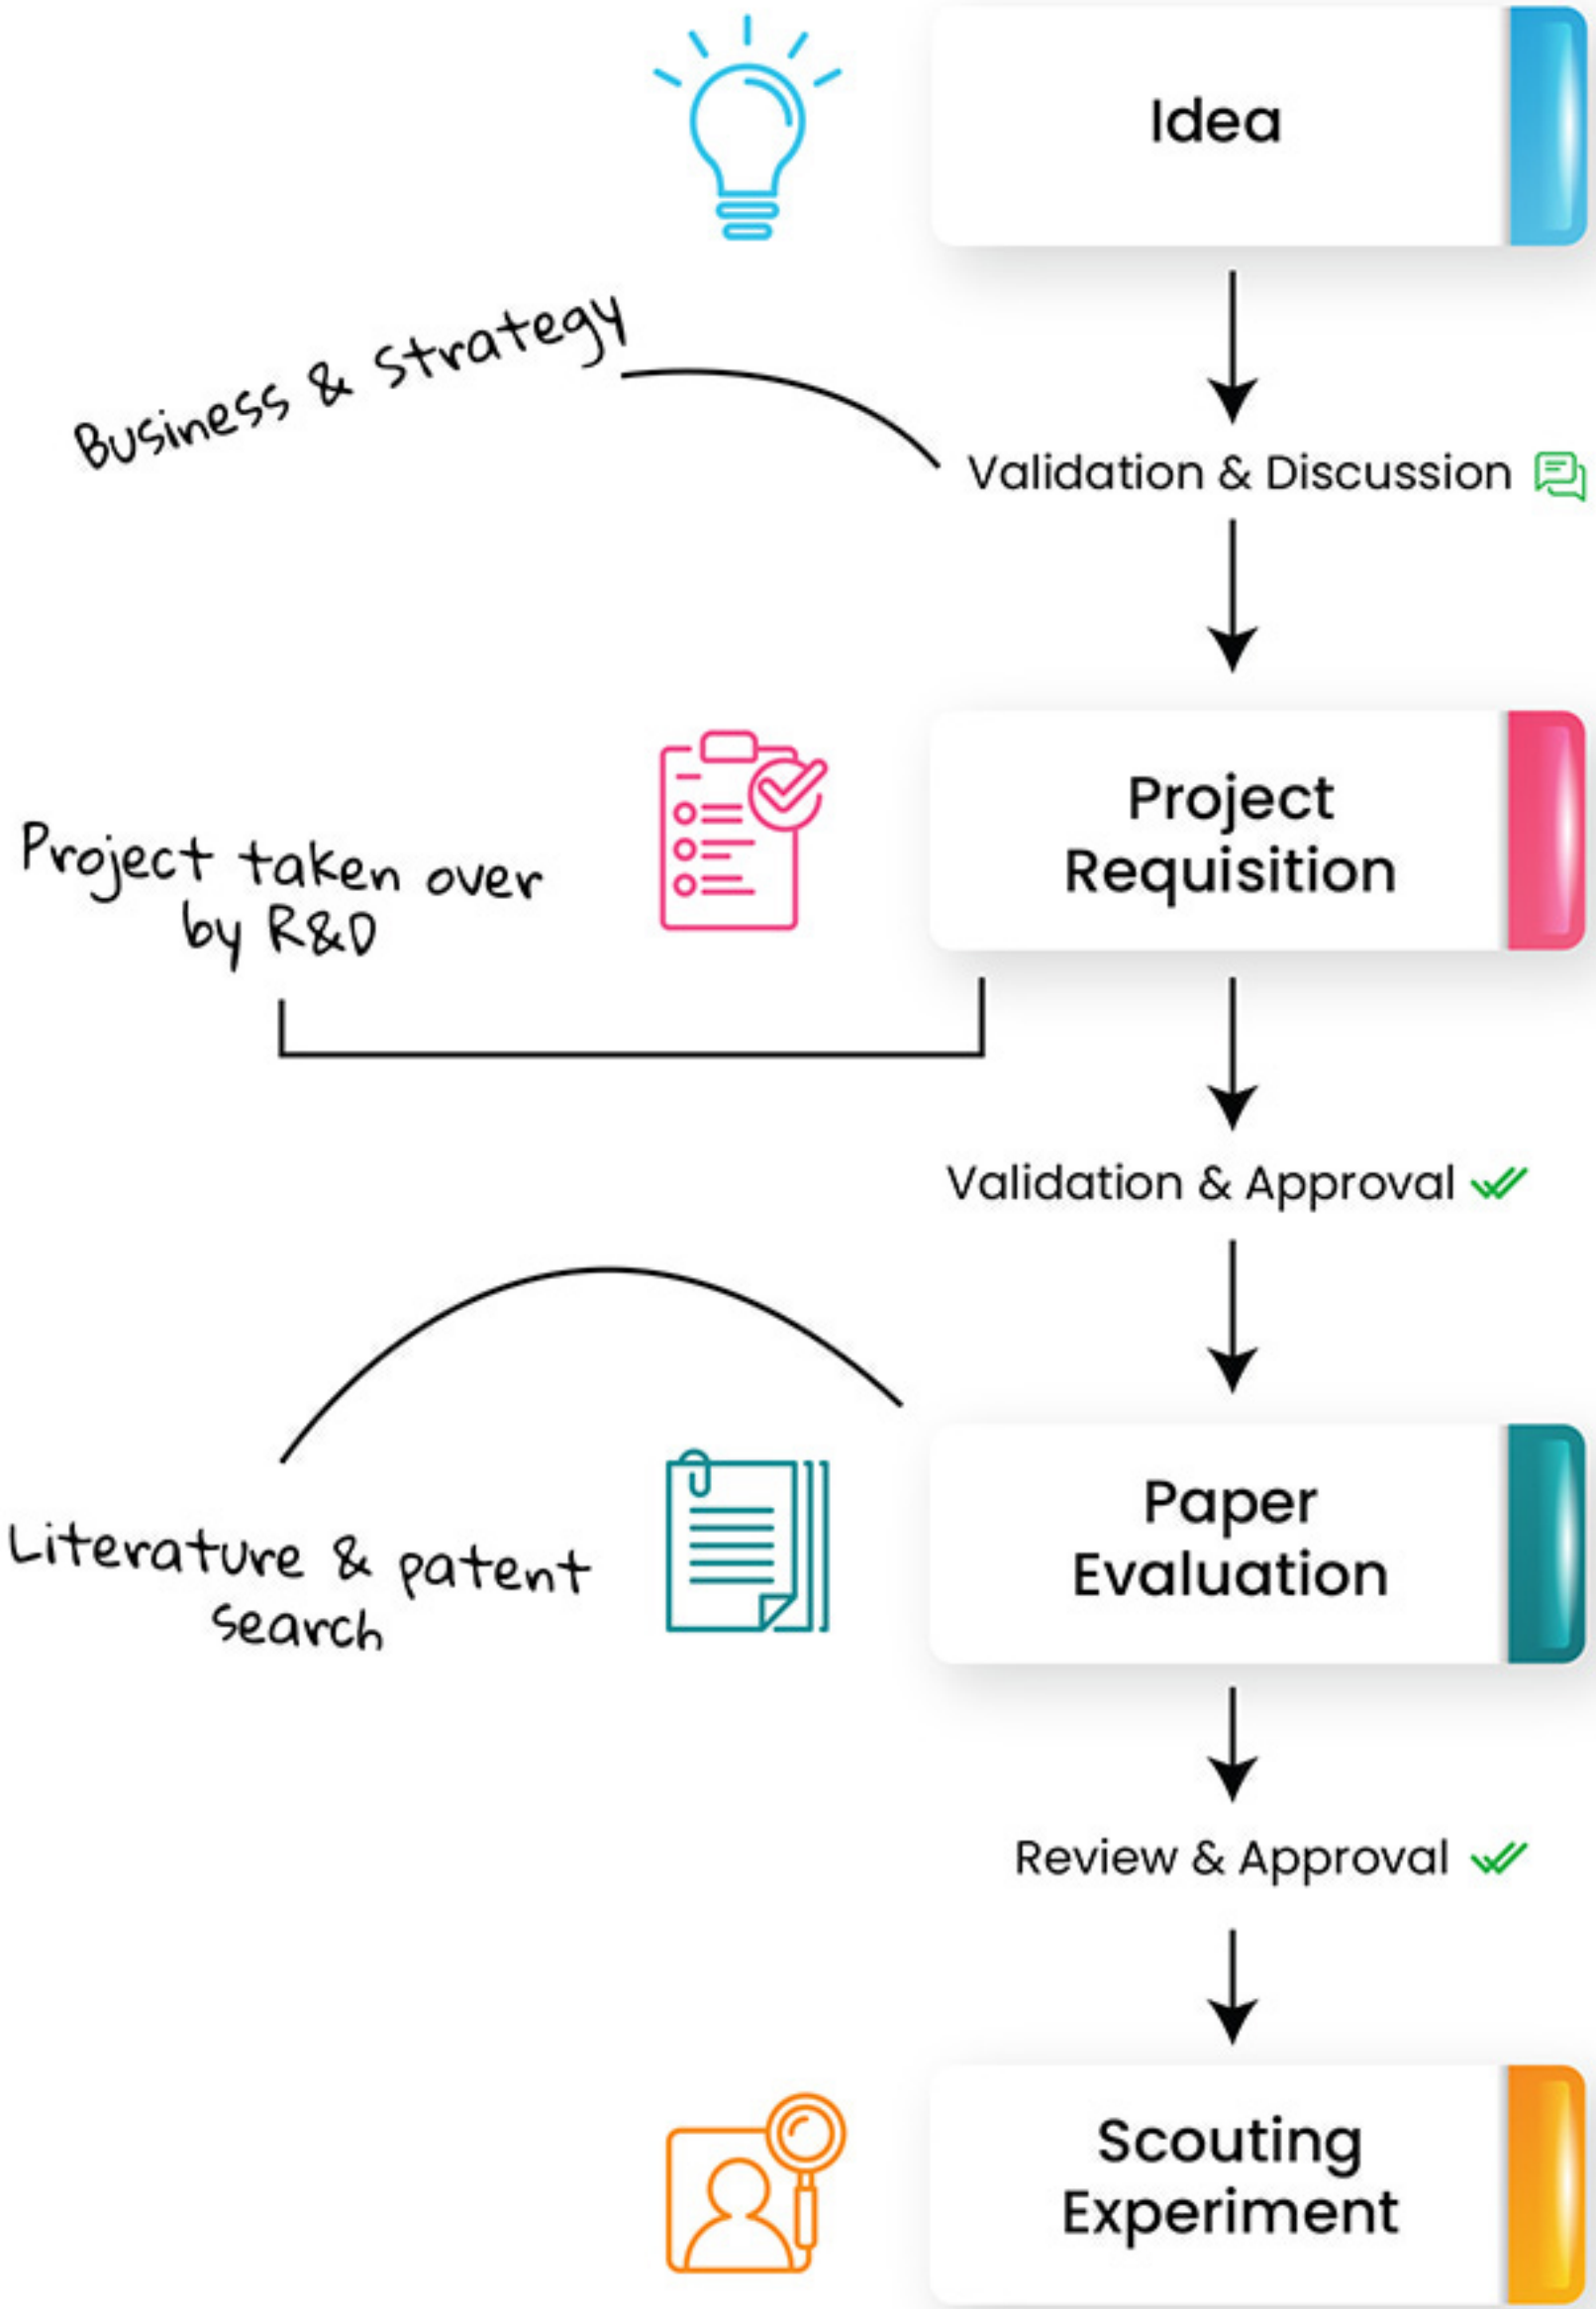 Idea
Business & Strategy
Validation & Discussion
Project
Requisition
Project taken over
by R&D
Validation & Approval
Paper
Evaluation
Literature & patent
search
Review & Approval
Scouting
Experiment